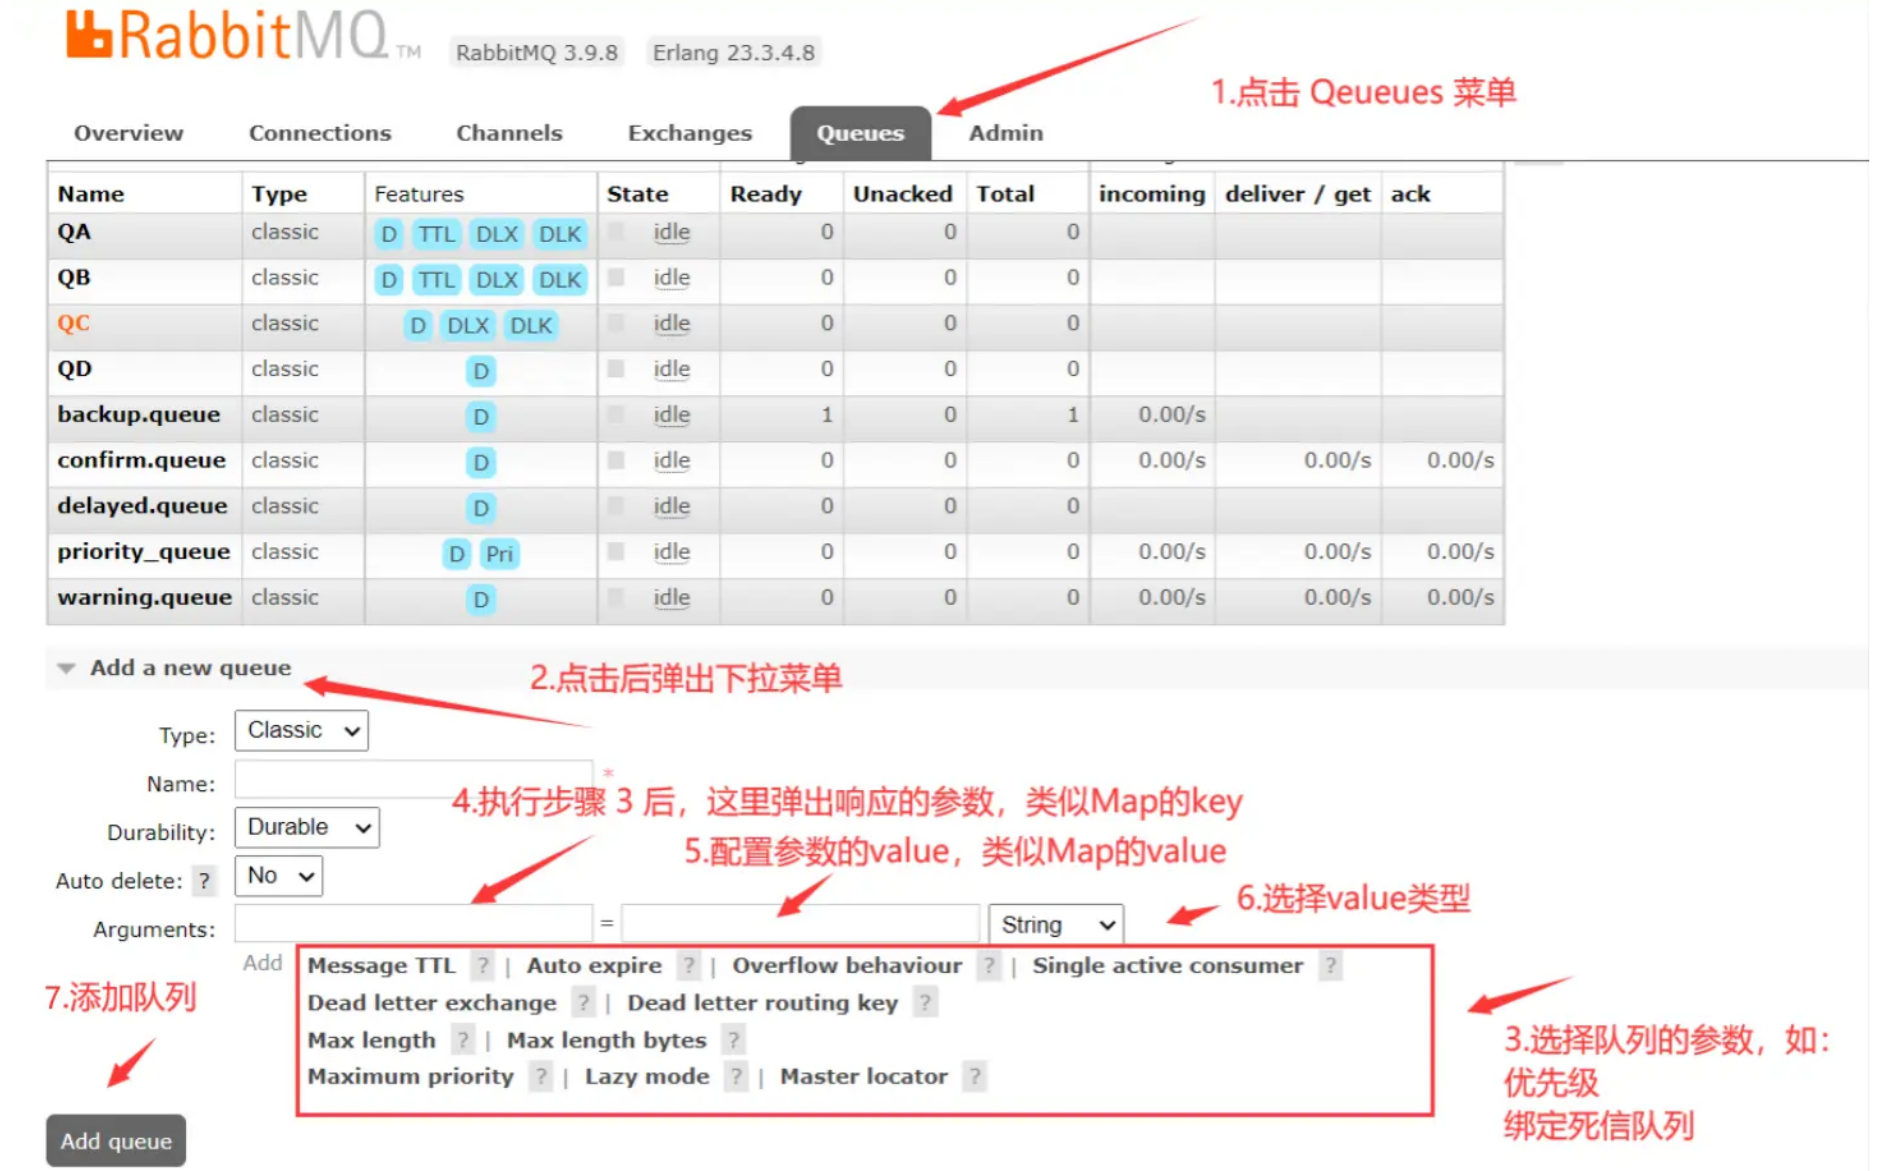 RabbitMQ TM RabbitMQ 3.9.8 Erlang 23.3.4.8
1.点击 Qeueues 菜单
Overview Connections Channels Exchanges Queues Admin
Name Type Features State Ready Unacked Total incoming deliver / get ack
QA classic D TTL DLX DLK idle 0 0 0
QB classic D TTL DLX DLK idle 0 0 0
QC classic D DLX DLK idle 0 0 0
QD classic D idle 0 0 0
backup.queue classic D idle 1 0 1 0.00/s
confirm.queue classic D idle 0 0 0 0.00/s 0.00/s 0.00/s
delayed.queue classic D idle 0 0 0
priority_queue classic D Pri idle 0 0 0 0.00/s 0.00/s 0.00/s
warning.queue classic D idle 0 0 0 0.00/s 0.00/s 0.00/s
Add a new queue
2.点击后弹出下拉菜单
Type: Classic
Name: *
4.执行步骤 3 后，这里弹出响应的参数，类似Map的key
Durability: Durable
5.配置参数的value，类似Map的value
Auto delete: ? No
6.选择value类型
Arguments: = String
Add Message TTL ? | Auto expire ? | Overflow behaviour ? | Single active consumer ?
7.添加队列
Dead letter exchange ? | Dead letter routing key ?
Max length ? | Max length bytes ?
Maximum priority ? | Lazy mode ? | Master locator ?
3.选择队列的参数，如：
优先级
绑定死信队列
Add queue